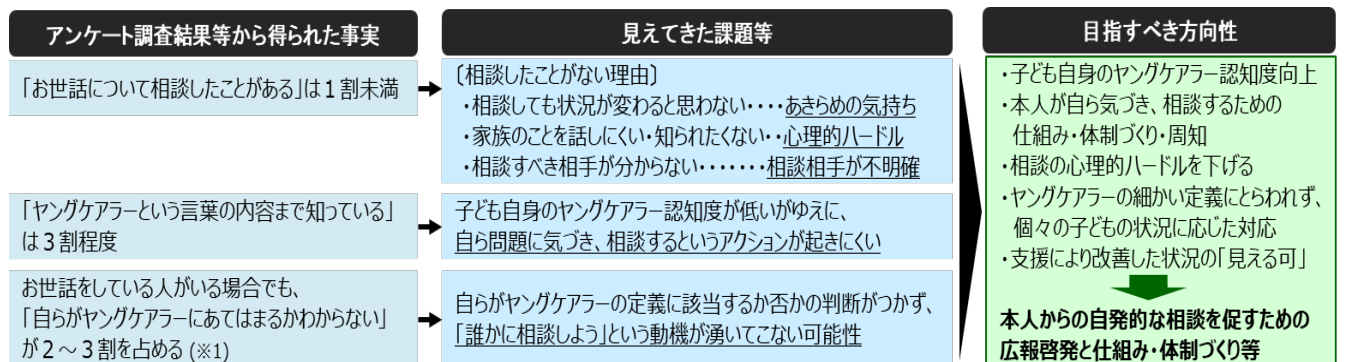 アンケート調査結果等から得られた事実
「お世話について相談したことがある」は1割未満
「ヤングケアラーという言葉の内容まで知っている」
は3割程度
お世話をしている人がいる場合でも、
「自らがヤングケアラーにあてはまるかわからない」
が2~3割を占める (※1)
見えてきた課題等
〔相談したことがない理由〕
・相談しても状況が変わると思わない・・・・あきらめの気持ち
・家族のことを話しにくい・知られたくない・・心理的ハードル
・相談すべき相手が分からない・・・・・・・相談相手が不明確
子ども自身のヤングケアラー認知度が低いがゆえに、
自ら問題に気づき、相談するというアクションが起きにくい
自らがヤングケアラーの定義に該当するか否かの判断がつかず、
「誰かに相談しよう」という動機が湧いてこない可能性
目指すべき方向性
・子ども自身のヤングケアラー認知度向上
・本人が自ら気づき、相談するための
仕組み・体制づくり・周知
・相談の心理的ハードルを下げる
・ヤングケアラーの細かい定義にとらわれず、
個々の子どもの状況に応じた対応
・支援により改善した状況の「見える可」
本人からの自発的な相談を促すための
広報啓発と仕組み・体制づくり等